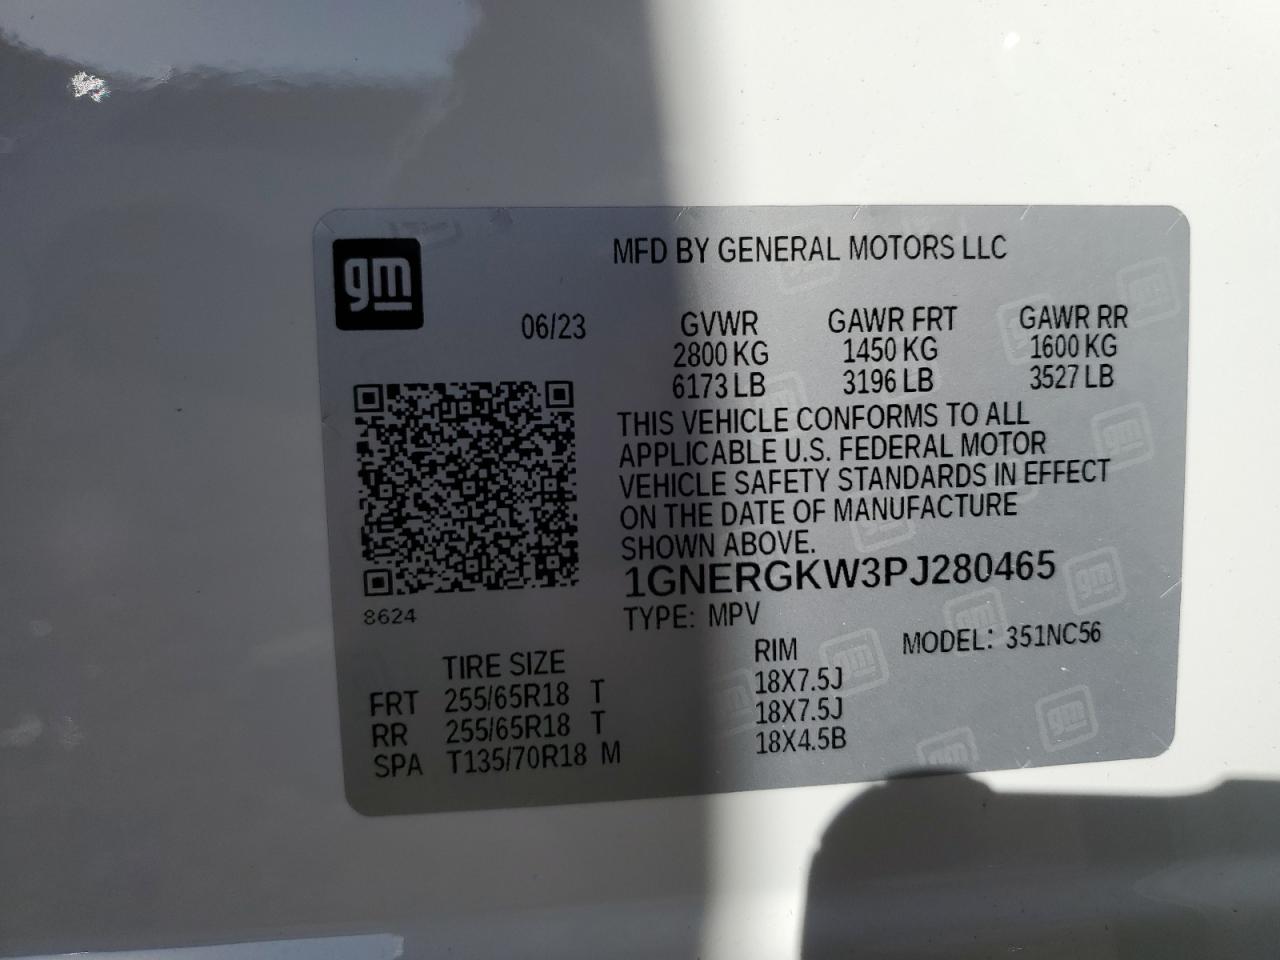 gm
MFD BY GENERAL MOTORS LLC
06/23
GVWR GAWR FRT GAWR RR
2800 KG 1450 KG 1600 KG
6173 LB 3196 LB 3527 LB
THIS VEHICLE CONFORMS TO ALL
APPLICABLE U.S. FEDERAL MOTOR
VEHICLE SAFETY STANDARDS IN EFFECT
ON THE DATE OF MANUFACTURE
SHOWN ABOVE.
1GNERGKW3PJ280465
8624
TYPE: MPV
MODEL: 351NC56
TIRE SIZE RIM
FRT 255/65R18 T 18X7.5J
RR 255/65R18 T 18X7.5J
SPA T135/70R18 M 18X4.5B